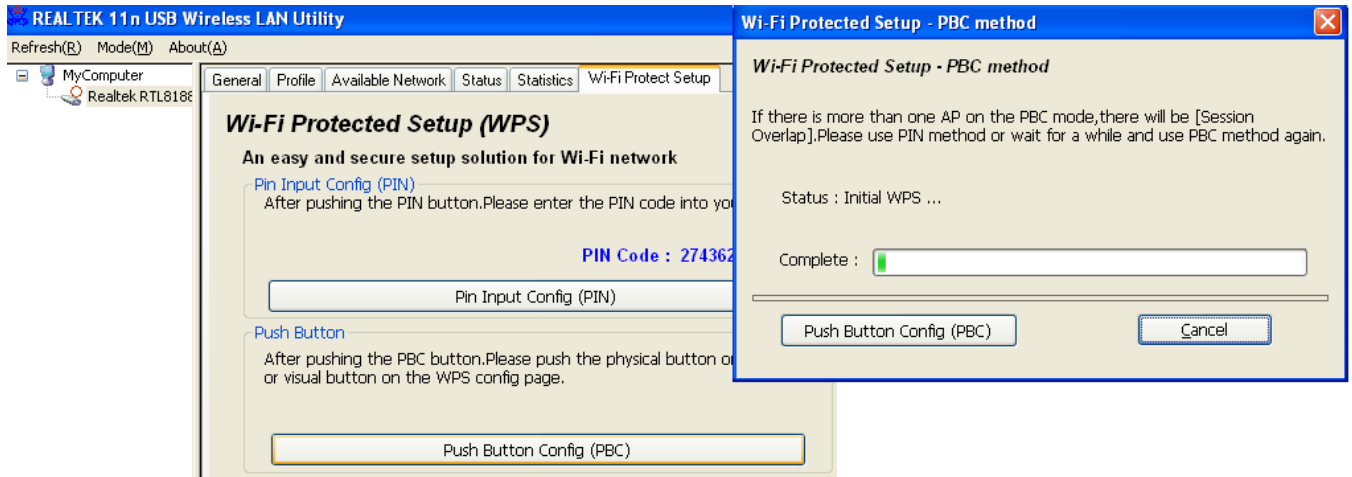 REALTEK 11n USB Wireless LAN Utility
Refresh(R) Mode(M) About(A)
MyComputer
Realtek RTL8188
General Profile Available Network Status Statistics Wi-Fi Protect Setup
Wi-Fi Protected Setup (WPS)
An easy and secure setup solution for Wi-Fi network
Pin Input Config (PIN)
After pushing the PIN button.Please enter the PIN code into yo
PIN Code : 274362
Pin Input Config (PIN)
Push Button
After pushing the PBC button.Please push the physical button o
or visual button on the WPS config page.
Push Button Config (PBC)
Wi-Fi Protected Setup - PBC method
Wi-Fi Protected Setup - PBC method
If there is more than one AP on the PBC mode,there will be [Session
Overlap].Please use PIN method or wait for a while and use PBC method again.
Status : Initial WPS ...
Complete :
Push Button Config (PBC)
Cancel